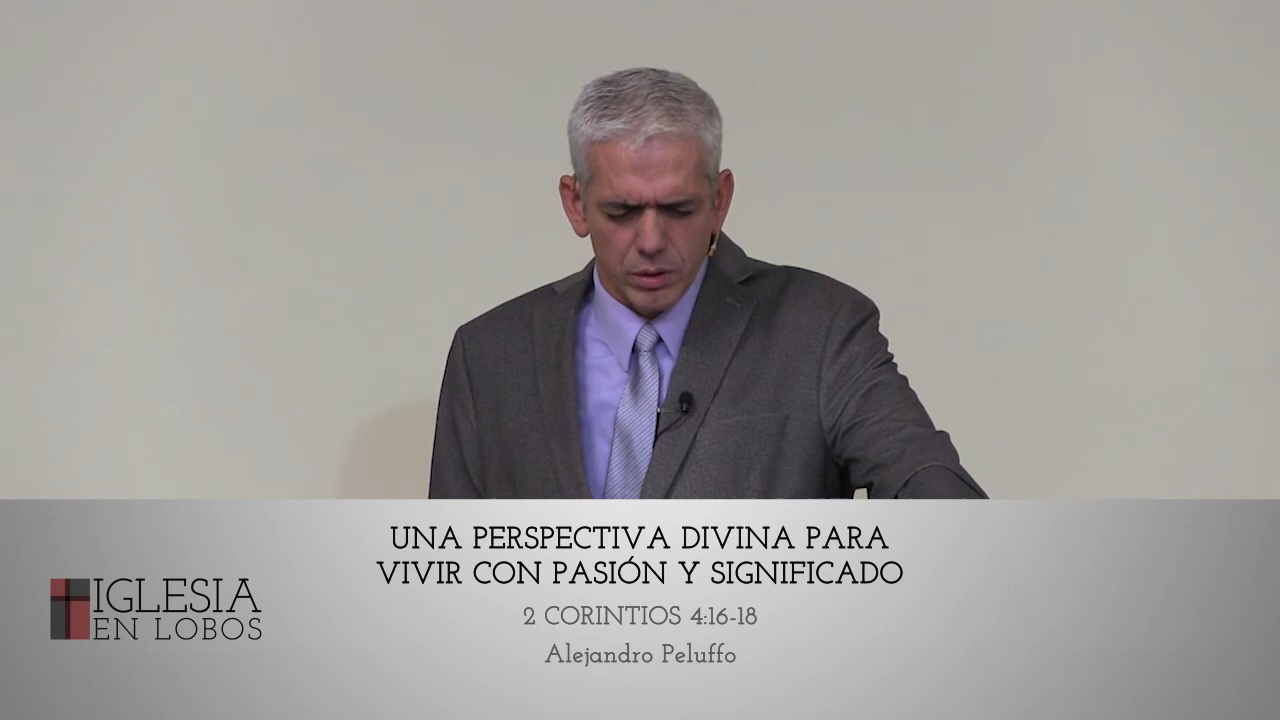 UNA PERSPECTIVA DIVINA PARA
VIVIR CON PASIÓN Y SIGNIFICADO
2 CORINTIOS 4:16-18
Alejandro Peluffo
IGLESIA
EN LOBOS